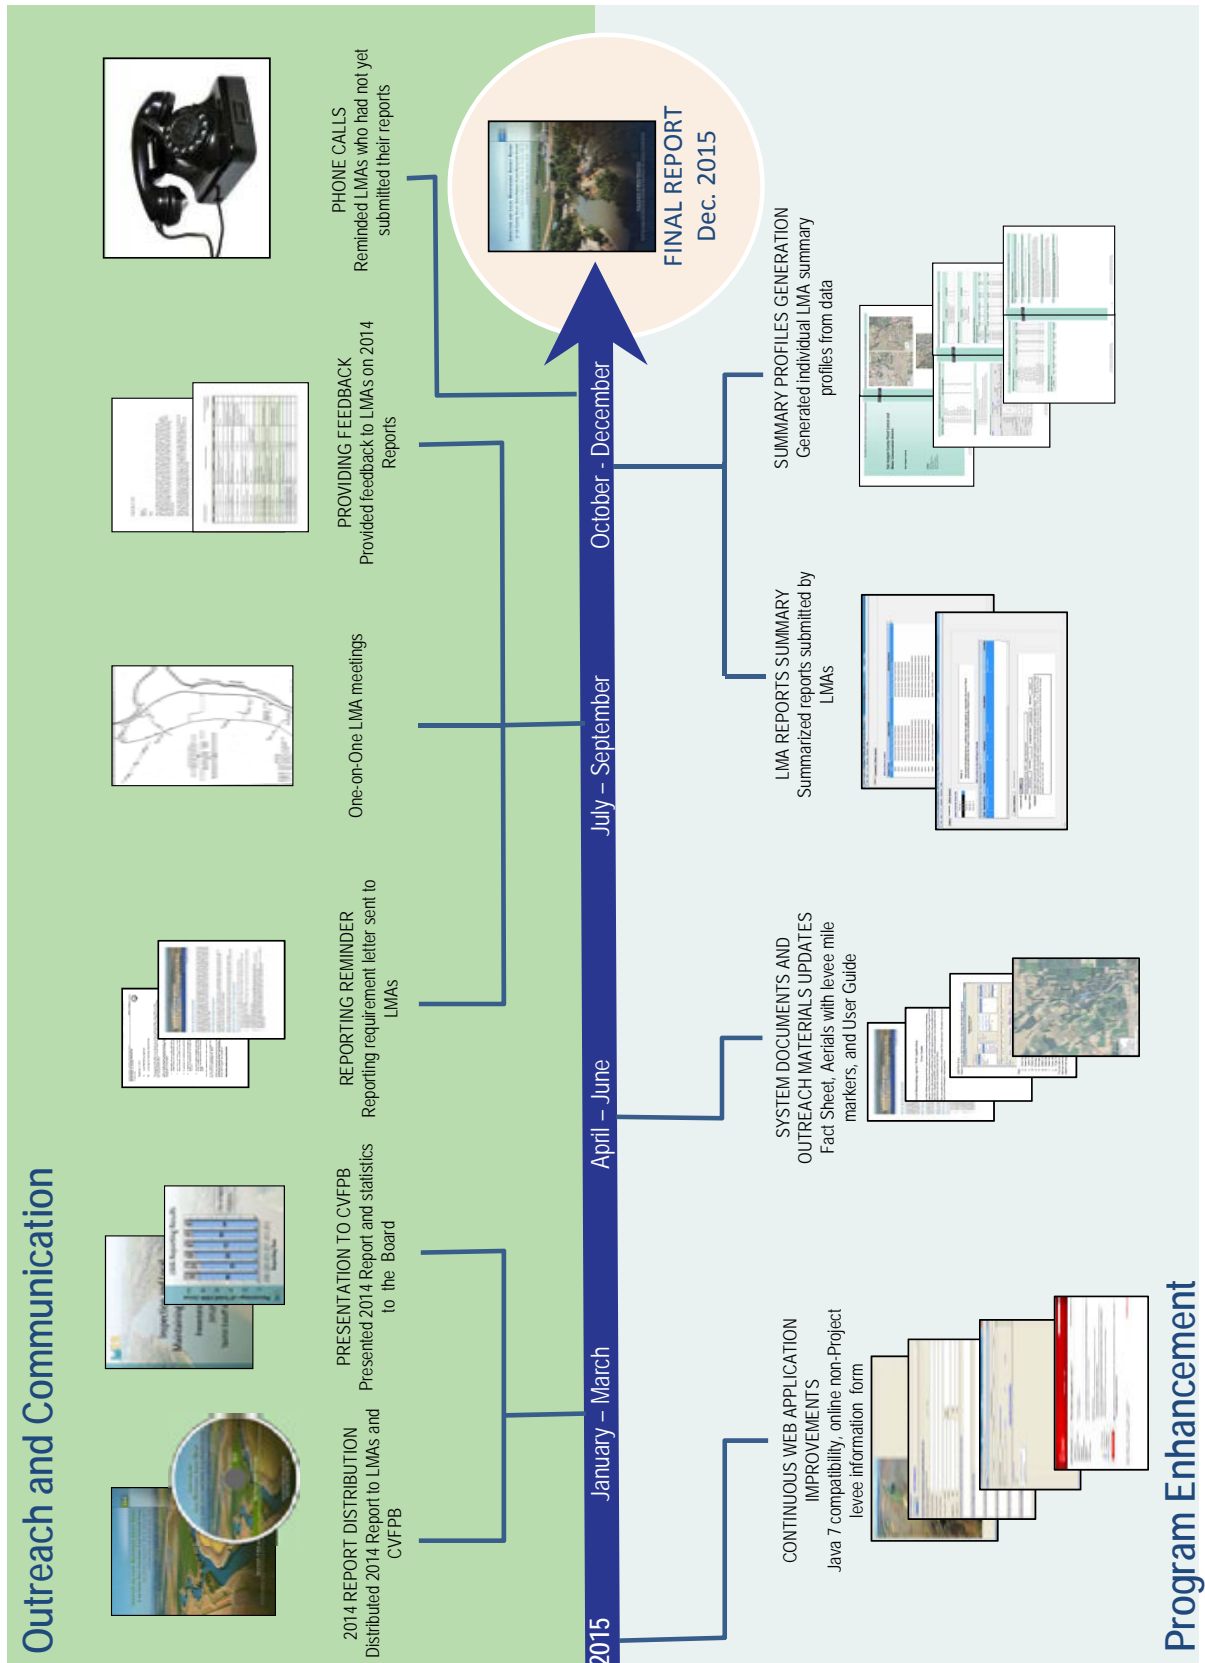 Outreach and Communication
2014 REPORT DISTRIBUTION
Distributed 2014 Report to LMAs and
CVFPB
PRESENTATION TO CVFPB
Presented 2014 Report and statistics
to the Board
REPORTING REMINDER
Reporting requirement letter sent to
LMAs
One-on-One LMA meetings
PROVIDING FEEDBACK
Provided feedback to LMAs on 2014
Reports
PHONE CALLS
Reminded LMAs who had not yet
submitted their reports
2015
January – March
April – June
July – September
October - December
FINAL REPORT
Dec. 2015
CONTINUOUS WEB APPLICATION
IMPROVEMENTS
Java 7 compatibility, online non-Project
levee information form
SYSTEM DOCUMENTS AND
OUTREACH MATERIALS UPDATES
Fact Sheet, Aerials with levee mile
markers, and User Guide
LMA REPORTS SUMMARY
Summarized reports submitted by
LMAs
SUMMARY PROFILES GENERATION
Generated individual LMA summary
profiles from data
Program Enhancement